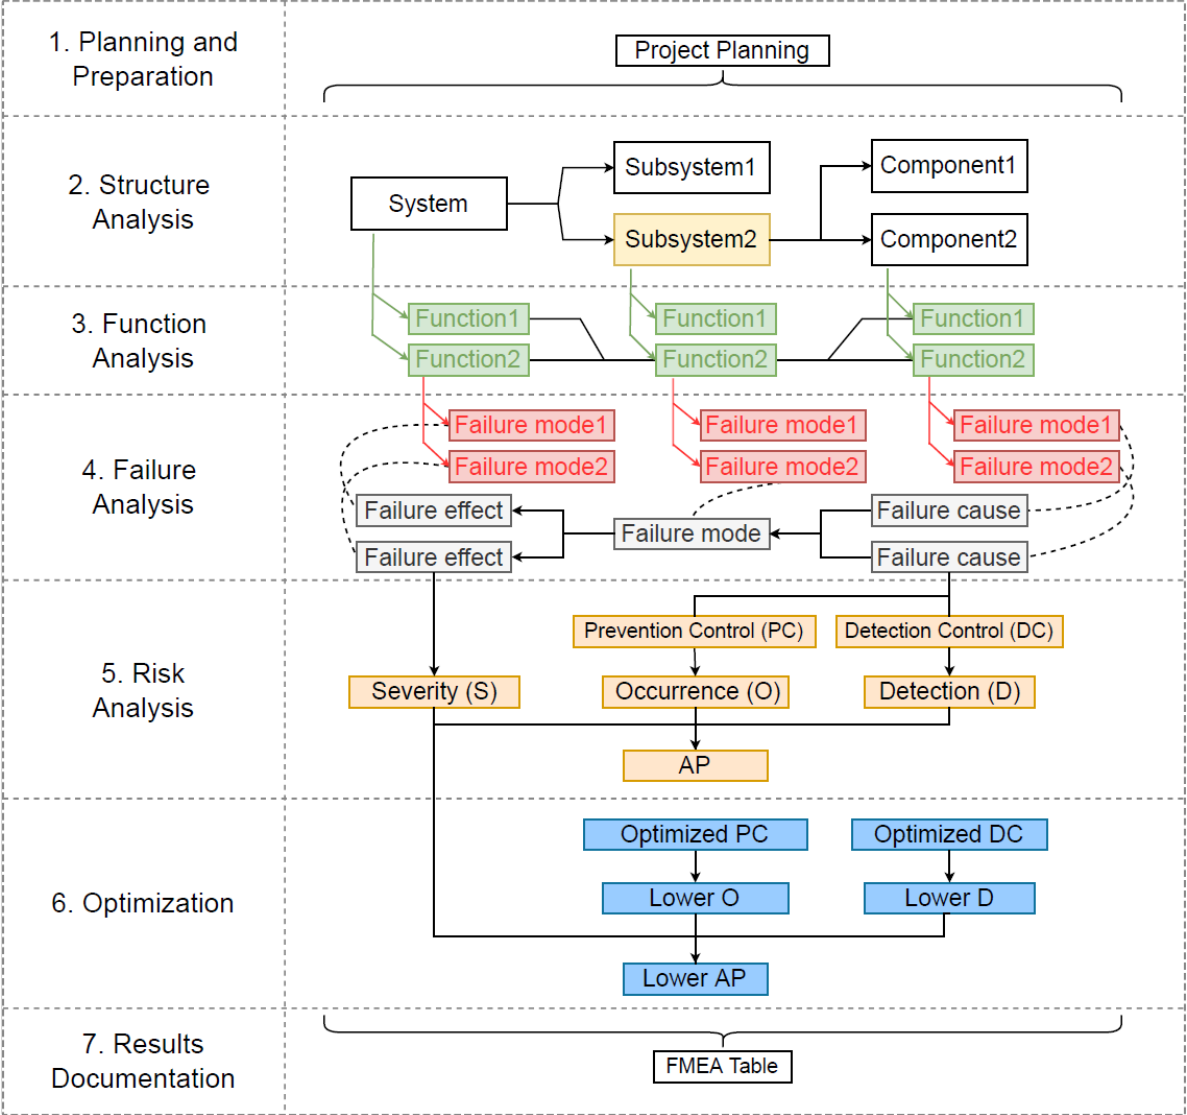 1. Planning and
Preparation
Project Planning
2. Structure
Analysis
System
Subsystem1
Subsystem2
Component1
Component2
3. Function
Analysis
Function1
Function1
Function1
Function2
Function2
Function2
4. Failure
Analysis
Failure mode1
Failure mode1
Failure mode1
Failure mode2
Failure mode2
Failure mode2
Failure effect
Failure mode
Failure cause
Failure effect
Failure cause
5. Risk
Analysis
Prevention Control (PC)
Detection Control (DC)
Severity (S)
Occurrence (O)
Detection (D)
AP
6. Optimization
Optimized PC
Optimized DC
Lower O
Lower D
Lower AP
7. Results
Documentation
FMEA Table